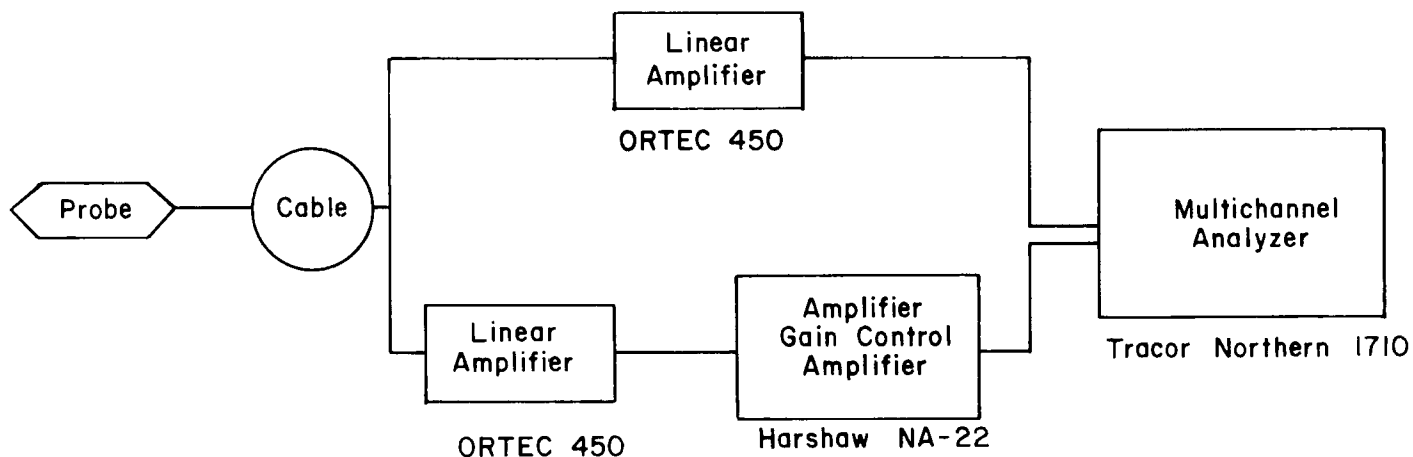 Linear
Amplifier
ORTEC 450
Probe
Cable
Multichannel
Analyzer
Tracor Northern 1710
Linear
Amplifier
ORTEC 450
Amplifier
Gain Control
Amplifier
Harshaw NA-22